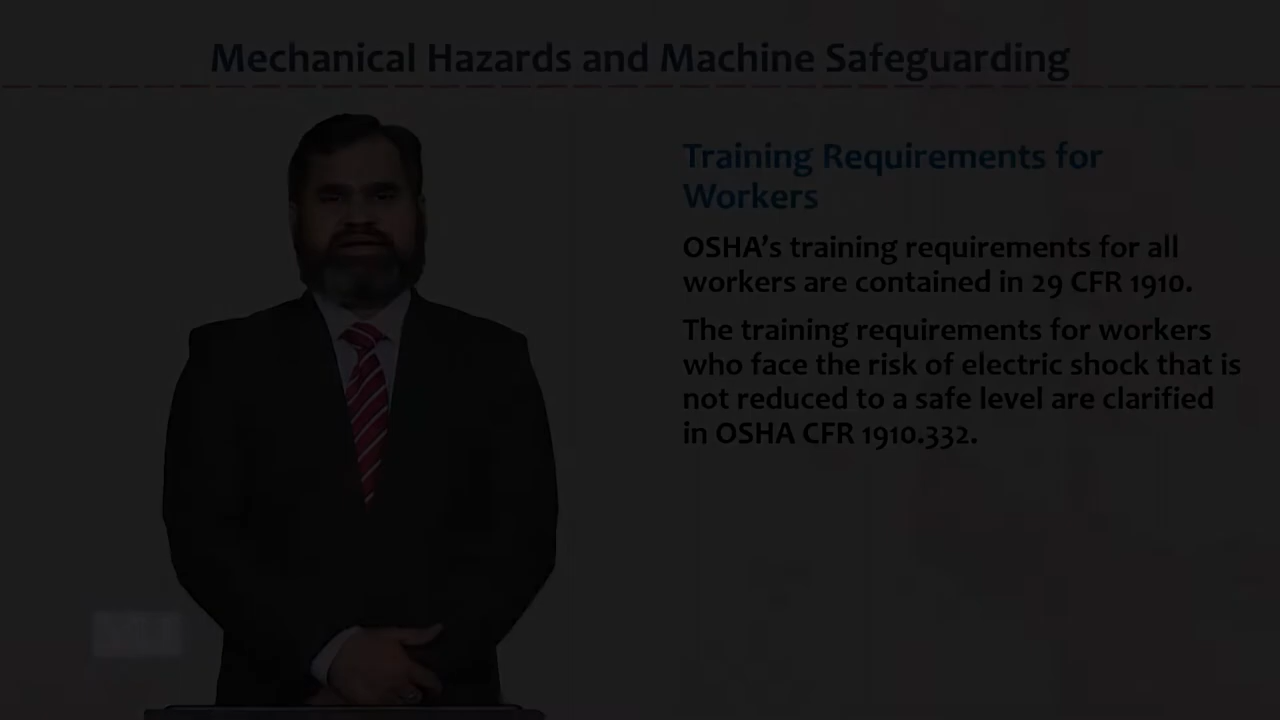 Mechanical Hazards and Machine Safeguarding
Training Requirements for
Workers
OSHA's training requirements for all
workers are contained in 29 CFR 1910.
The training requirements for workers
who face the risk of electric shock that is
not reduced to a safe level are clarified
in OSHA CFR 1910.332.